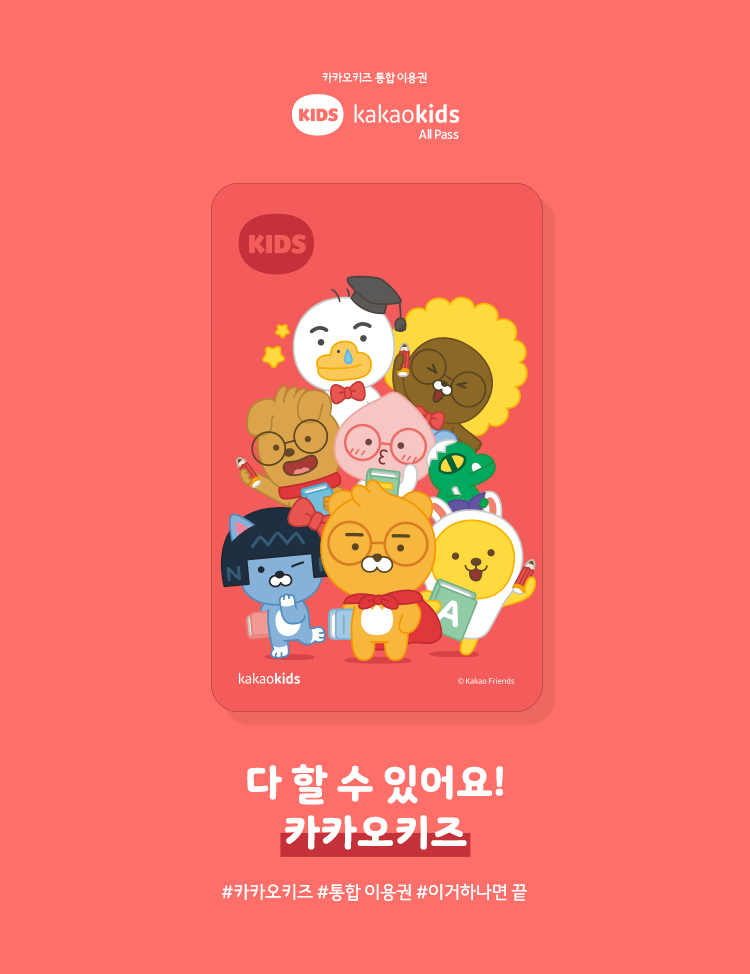 카카오키즈 통합 이용권
KIDS kakaokids
All Pass
KIDS
N
A
kakaokids
© Kakao Friends
다 할 수 있어요!
카카오키즈
#카카오키즈 #통합 이용권 #이거하나면 끝